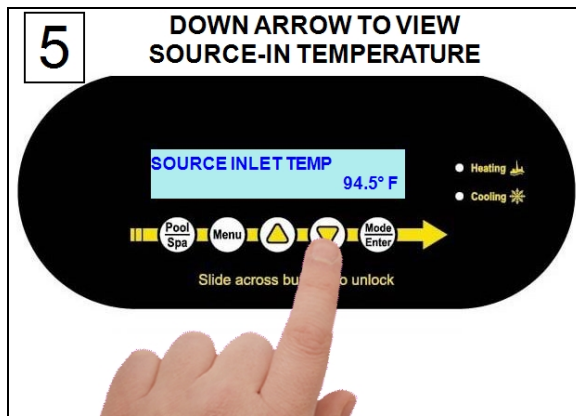 5
DOWN ARROW TO VIEW
SOURCE-IN TEMPERATURE
SOURCE INLET TEMP
94.5° F
Heating
Cooling
Pool
Spa
Menu
Mode
Enter
Slide across bu o unlock